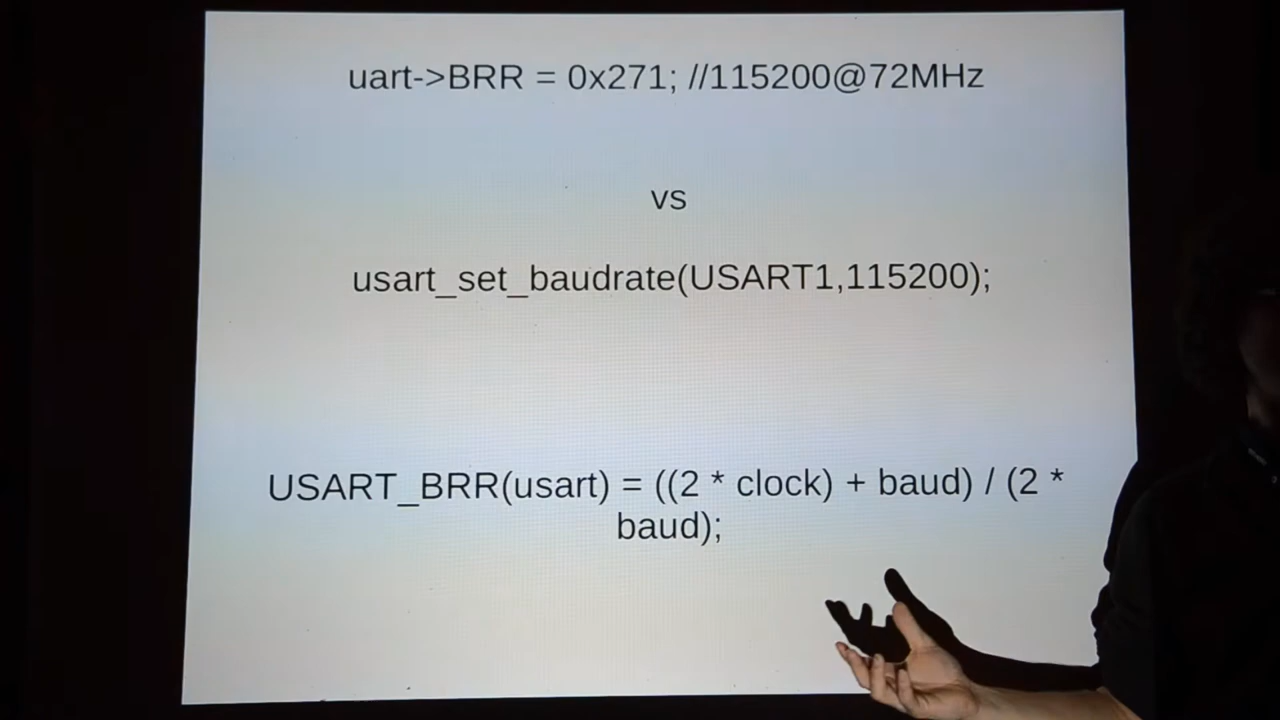 uart->BRR = 0x271; //115200@72MHz
vs
usart_set_baudrate(USART1,115200);
USART_BRR(usart) = ((2 * clock) + baud) / (2 *
baud);